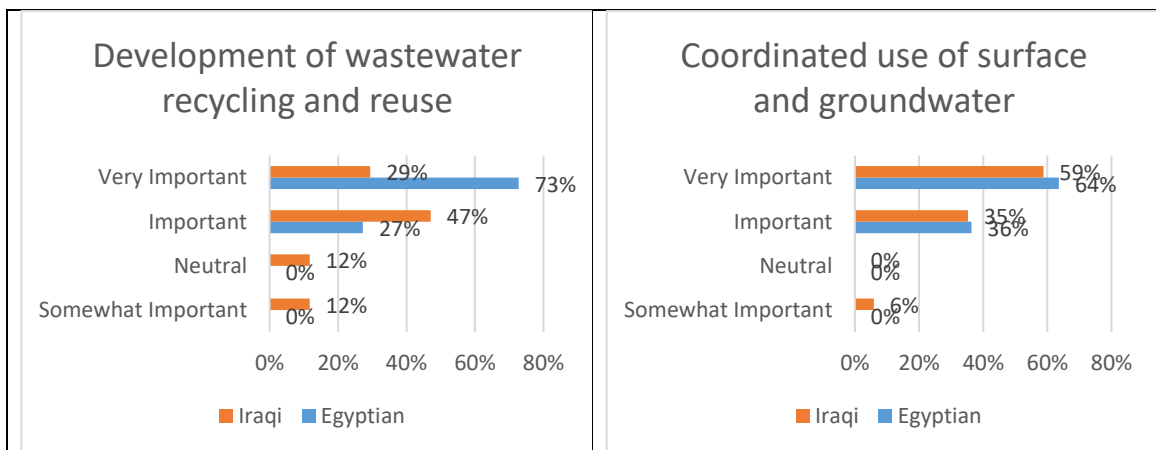 Development of wastewater
recycling and reuse
Very Important
29%
73%
Important
47%
27%
Neutral
12%
0%
Somewhat Important
12%
0%
0% 20% 40% 60% 80%
Iraqi Egyptian
Coordinated use of surface
and groundwater
Very Important
59%
64%
Important
35%
36%
Neutral
0%
0%
Somewhat Important
6%
0%
0% 20% 40% 60% 80%
Iraqi Egyptian